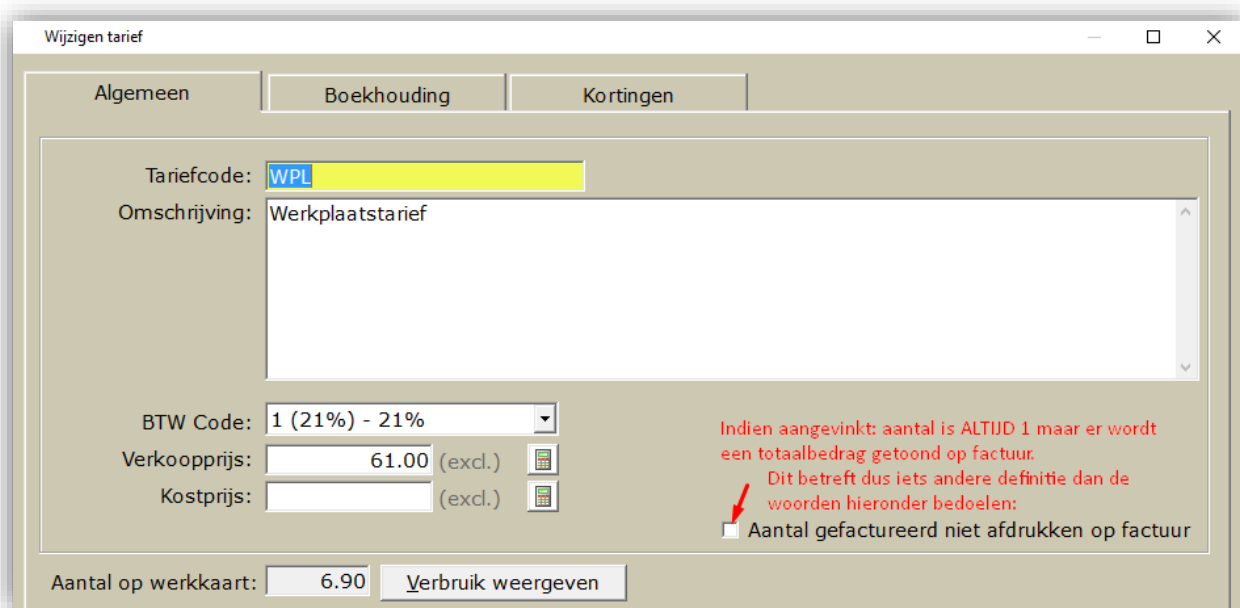 Wijzigen tarief
Algemeen Boekhouding Kortingen
Tariefcode: WPL
Omschrijving: Werkplaatstarief
BTW Code: 1 (21%) - 21%
Verkoopprijs: 61.00 (excl.)
Kostprijs: (excl.)
Indien aangevinkt: aantal is ALTIJD 1 maar er wordt
een totaalbedrag getoond op factuur.
Dit betreft dus iets andere definitie dan de
woorden hieronder bedoelen:
Aantal gefactureerd niet afdrukken op factuur
Aantal op werkkaart: 6.90 Verbruik weergeven